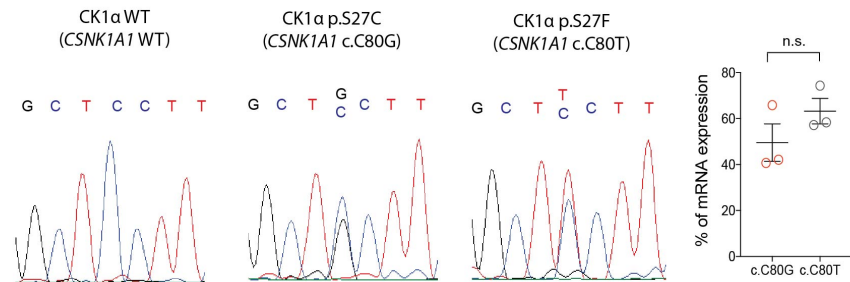 CK1α WT
(CSNK1A1 WT)
G C T C C T T
CK1α p.S27C
(CSNK1A1 c.C80G)
G
G C T C C T T
CK1α p.S27F
(CSNK1A1 c.C80T)
T
G C T C C T T
n.s.
% of mRNA expression
80
60
40
20
0
c.C80G c.C80T